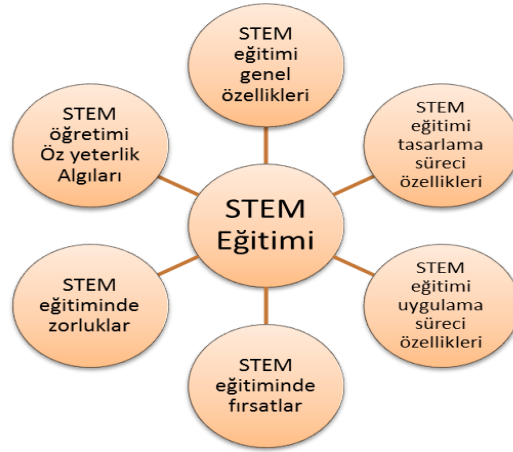 STEM
eğitimi
genel
özellikleri
STEM
öğretimi
Öz yeterlik
Algıları
STEM
eğitimi
tasarlama
süreci
özellikleri
STEM
Eğitimi
STEM
eğitiminde
zorluklar
STEM
eğitimi
uygulama
süreci
özellikleri
STEM
eğitiminde
fırsatlar